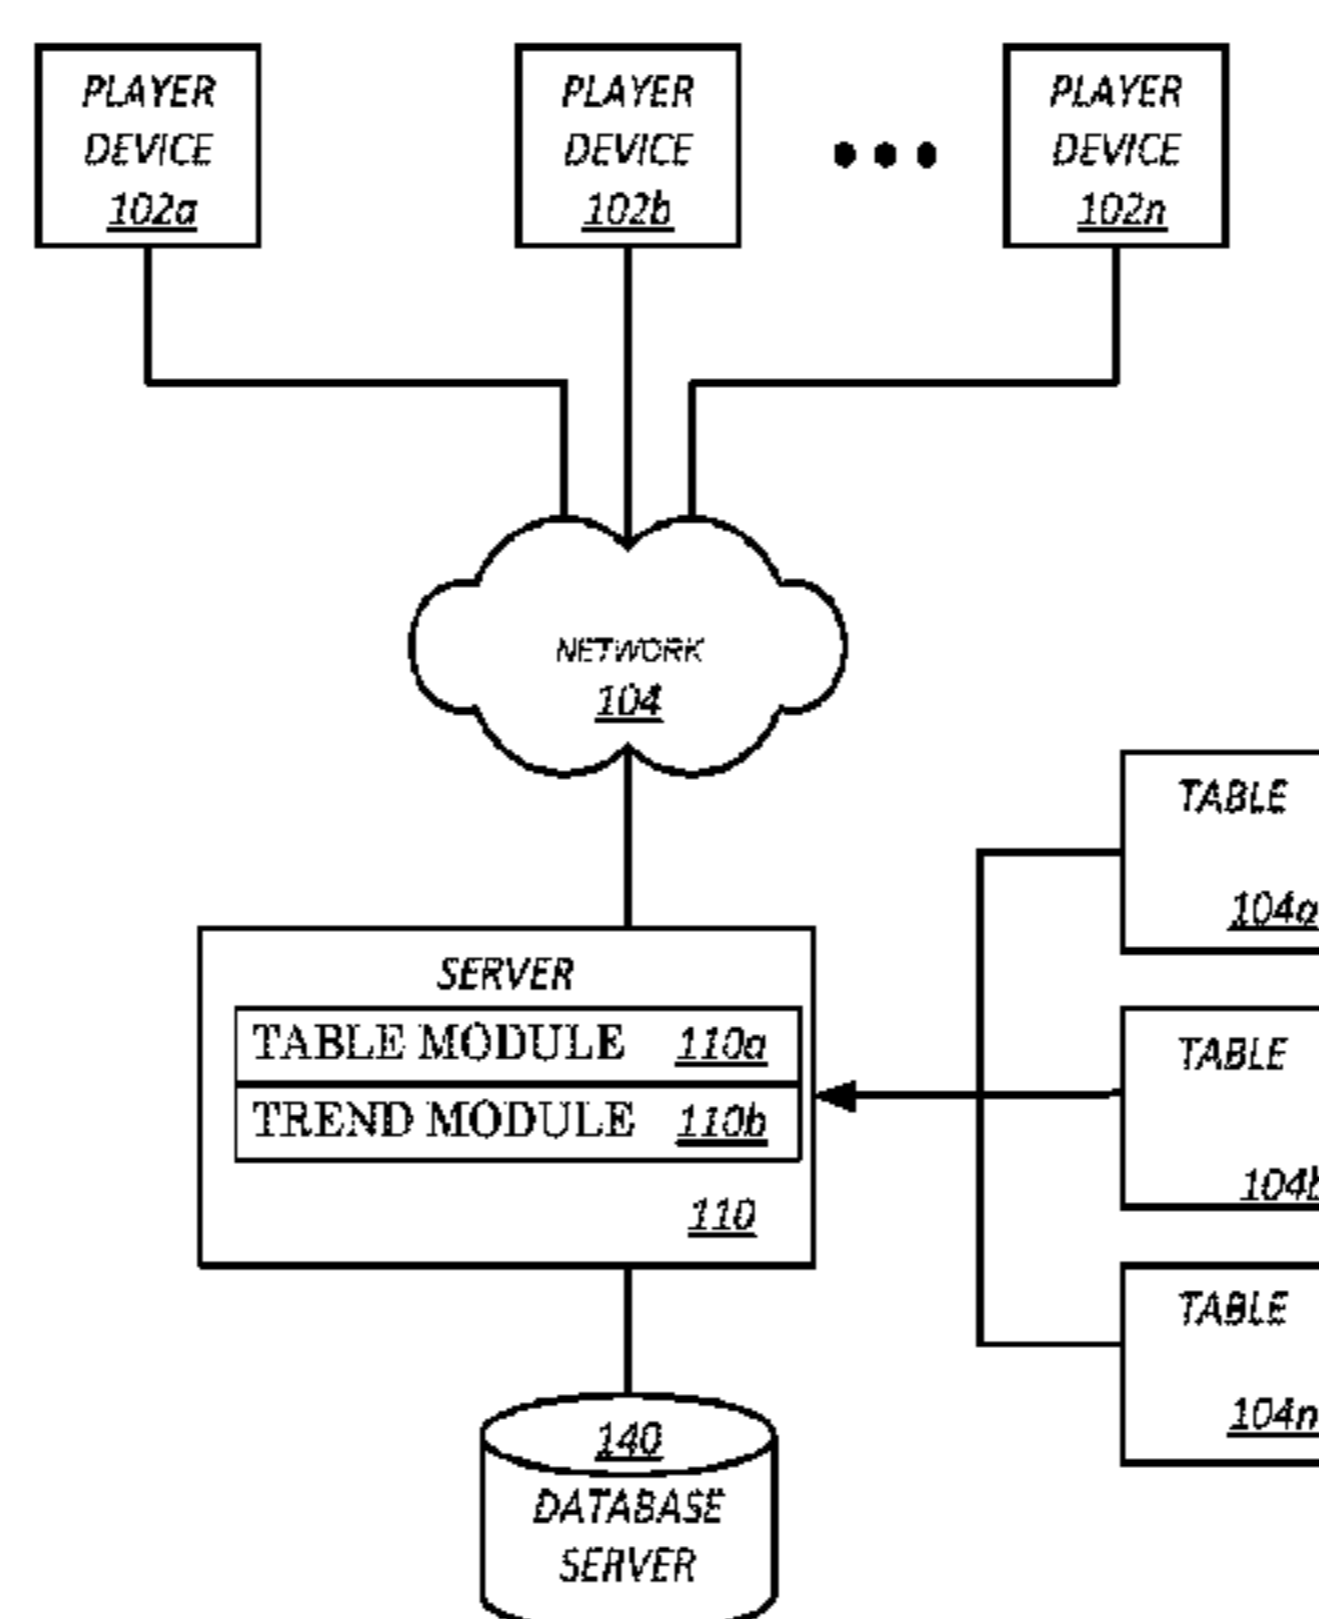 PLAYER
DEVICE
102a
PLAYER
DEVICE
102b
PLAYER
DEVICE
102n
NETWORK
104
TABLE
104a
SERVER
TABLE MODULE 110a
TREND MODULE 110b
110
TABLE
104b
TABLE
104n
140
DATABASE
SERVER